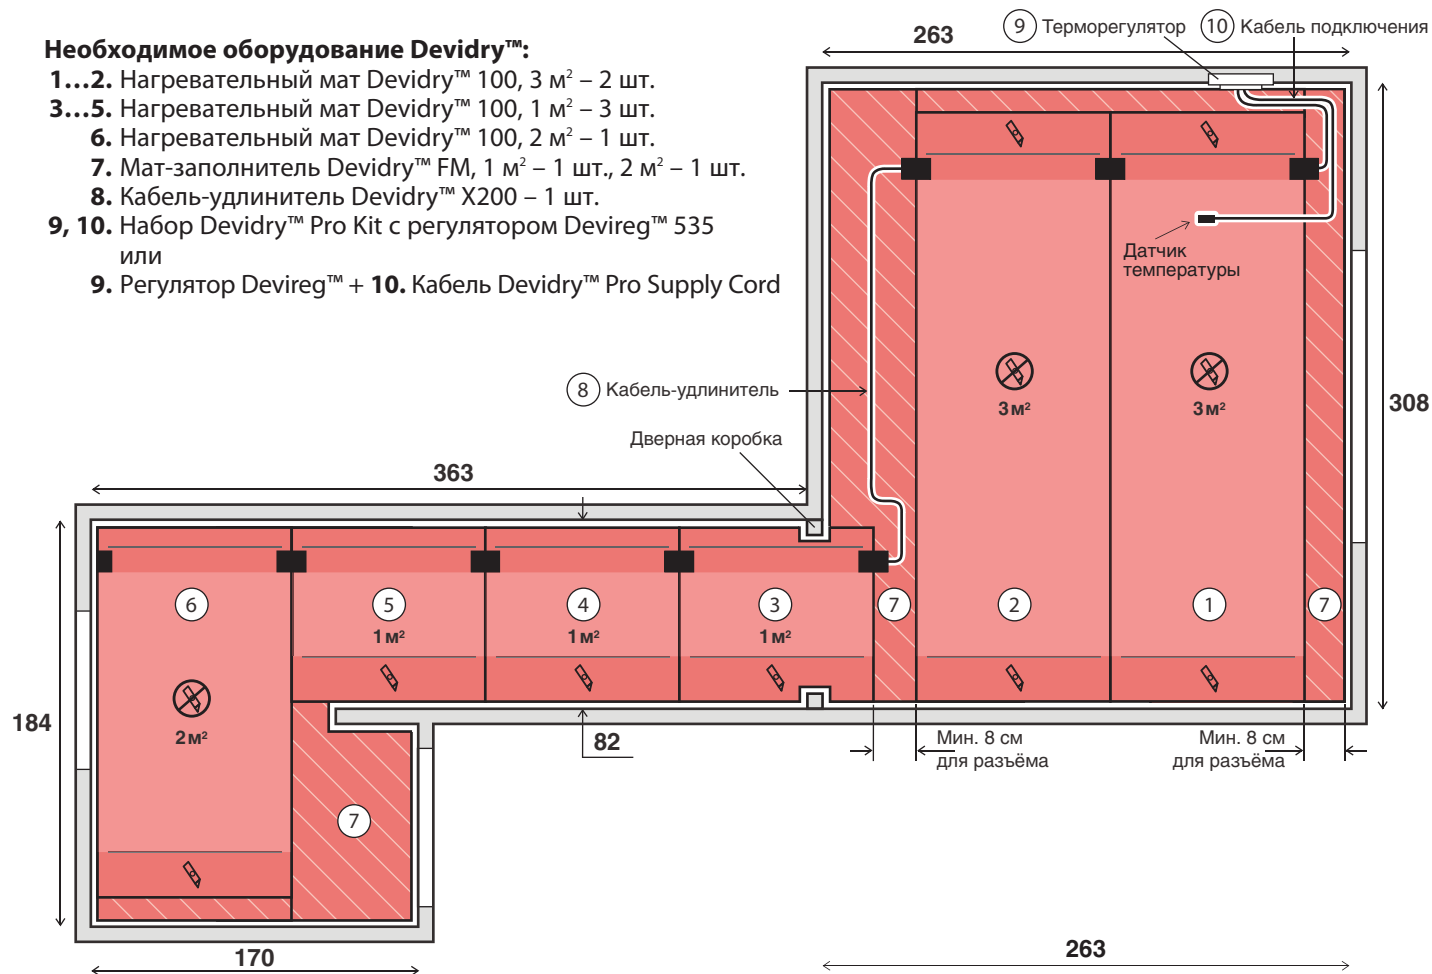 Необходимое оборудование Devidry™:
1...2. Нагревательный мат Devidry™ 100, 3 м² – 2 шт.
3...5. Нагревательный мат Devidry™ 100, 1 м² – 3 шт.
6. Нагревательный мат Devidry™ 100, 2 м² – 1 шт.
7. Мат-заполнитель Devidry™ FM, 1 м² – 1 шт., 2 м² – 1 шт.
8. Кабель-удлинитель Devidry™ X200 – 1 шт.
9, 10. Набор Devidry™ Pro Kit с регулятором Devireg™ 535
или
9. Регулятор Devireg™ + 10. Кабель Devidry™ Pro Supply Cord
263
9 Терморегулятор
10 Кабель подключения
Датчик
температуры
3 м²
3 м²
308
8 Кабель-удлинитель
Дверная коробка
363
6
5
4
3
7
2
1
7
1 м²
1 м²
1 м²
2 м²
184
82
Мин. 8 см
для разъёма
Мин. 8 см
для разъёма
7
170
263